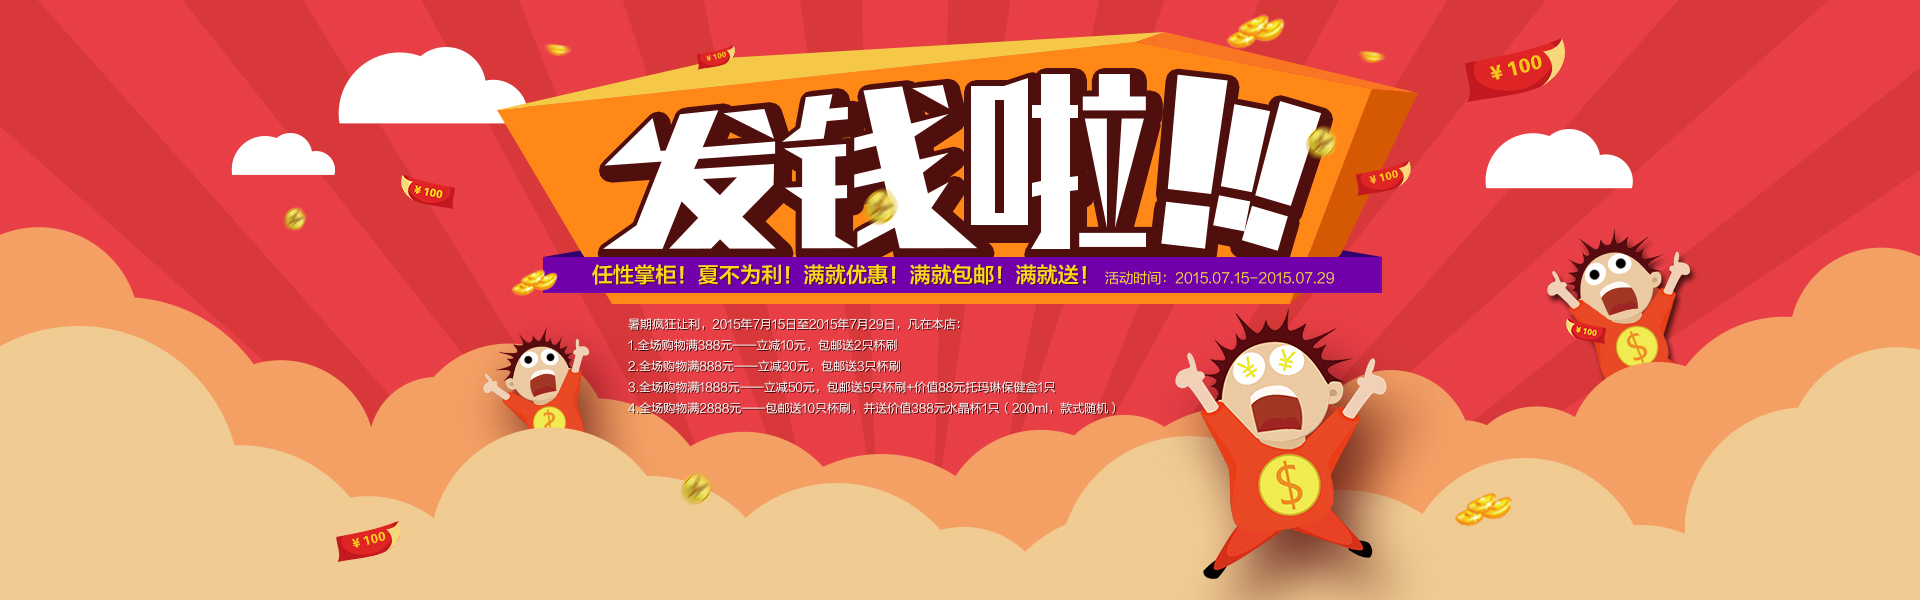 ¥ 100
¥ 100
发钱啦!!!
¥ 100
¥ 100
任性掌柜！夏不为利！满就优惠！满就包邮！满就送！ 活动时间：2015.07.15-2015.07.29
暑期疯狂让利，2015年7月15日至2015年7月29日，凡在本店：
1.全场购物满388元——立减10元，包邮送2只杯刷
2.全场购物满888元——立减30元，包邮送3只杯刷
3.全场购物满1888元——立减50元，包邮送5只杯刷+价值88元托玛琳保健盒1只
4.全场购物满2888元——包邮送10只杯刷，并送价值388元水晶杯1只（200ml，款式随机）
¥ 100
$
¥ ¥
$
$
¥ 100